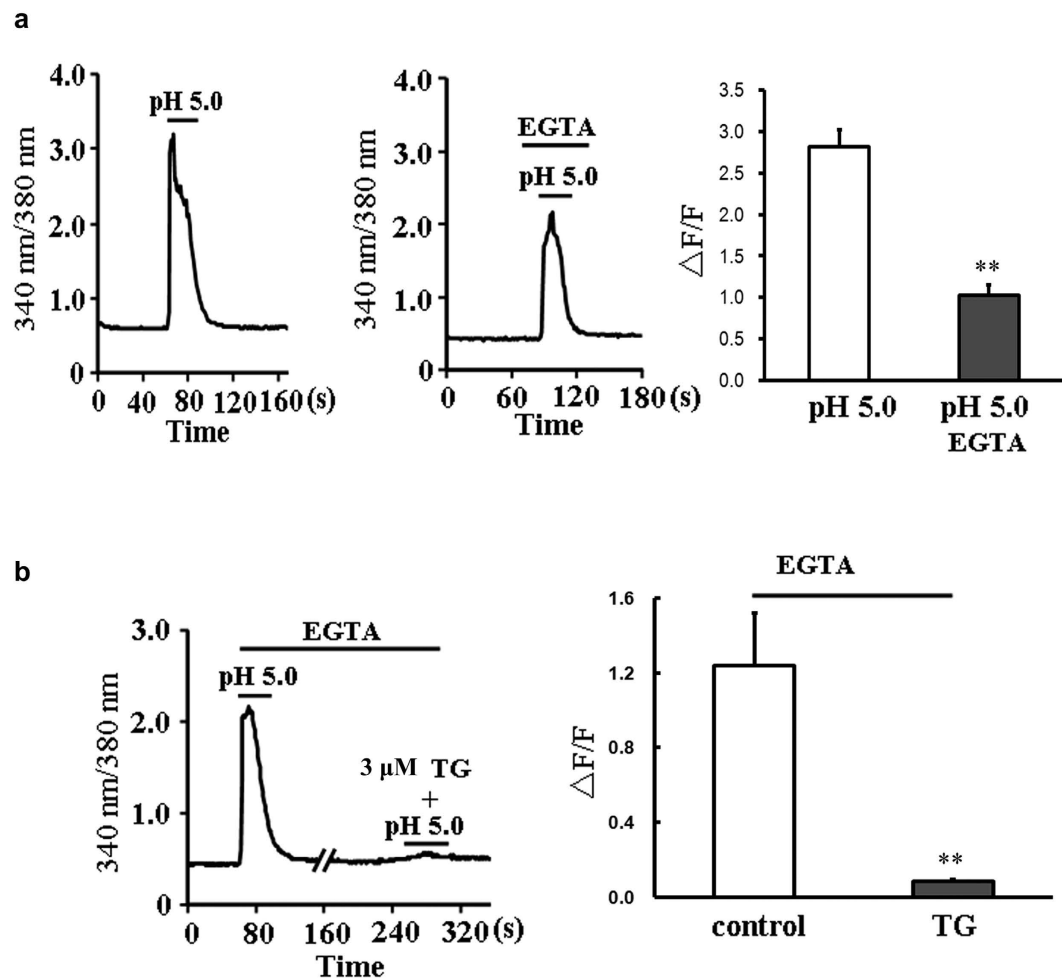 a
4.0
3.0
2.0
1.0
0
340 nm/380 nm
pH 5.0
0 40 80 120 160 (s)
Time
4.0
3.0
2.0
1.0
0
340 nm/380 nm
EGTA
pH 5.0
0 60 120 180 (s)
Time
3.5
3.0
2.5
2.0
1.5
1.0
0.5
0.0
△F/F
**
pH 5.0 pH 5.0
EGTA
b
3.0
2.0
1.0
0
340 nm/380 nm
EGTA
pH 5.0
3 μM TG
+
pH 5.0
0 80 160 240 320 (s)
Time
EGTA
1.6
1.2
0.8
0.4
0.0
△F/F
**
control TG